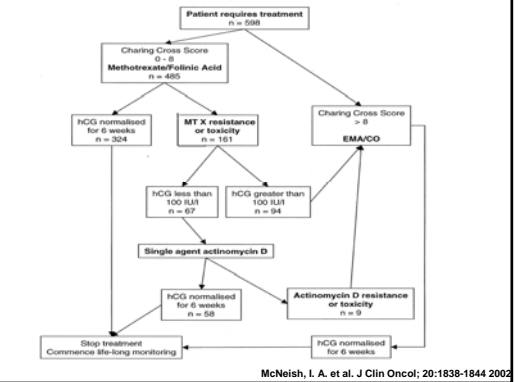 Patient requires treatment
n = 598
Charing Cross Score
0 - 8
Methotrexate/Folinic Acid
n = 485
hCG normalised
for 6 weeks
n = 324
MT X resistance
or toxicity
n = 161
Charing Cross Score
> 8
EMA/CO
hCG less than
100 IU/l
n = 67
hCG greater than
100 IU/l
n = 94
Single agent actinomycin D
hCG normalised
for 6 weeks
n = 58
Actinomycin D resistance
or toxicity
n = 9
Stop treatment
Commence life-long monitoring
hCG normalised
for 6 weeks
McNeish, I. A. et al. J Clin Oncol; 20:1838-1844 2002